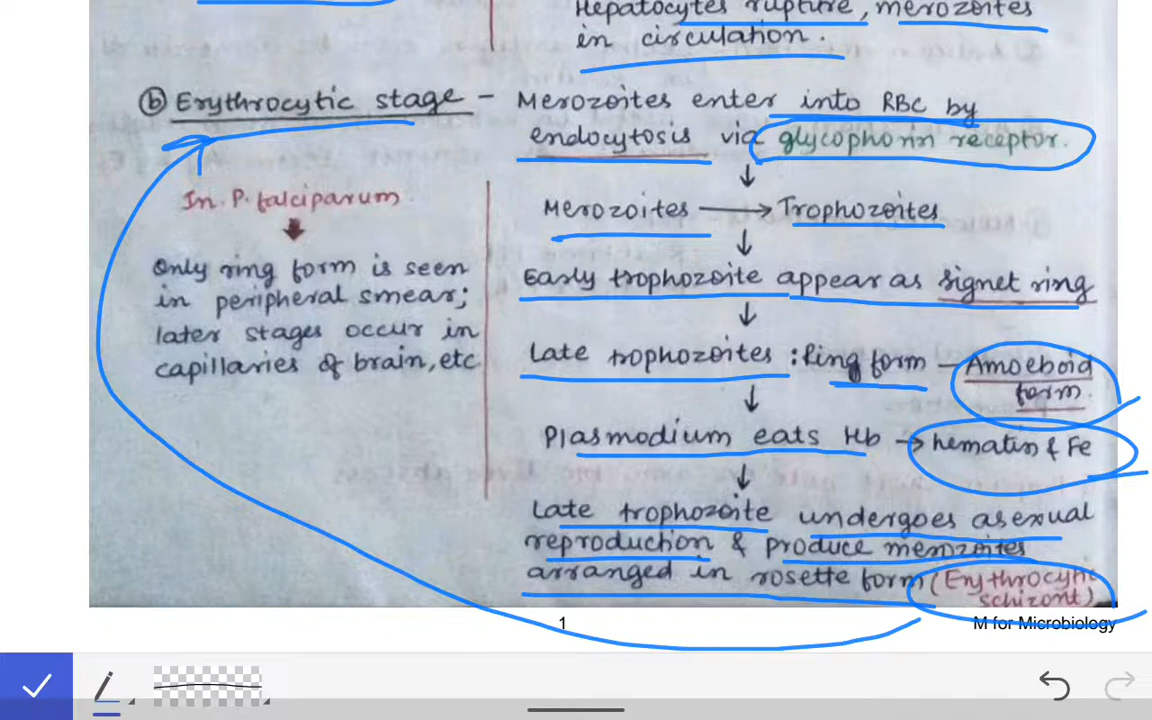 Hepatocytes rupture, merozoites
in circulation.
ⓑ Erythrocytic stage - Merozoites enter into RBC by
endocytosis via glycophorin receptor.
↓
In P. falciparum
Only ring form is seen
in peripheral smear;
later stages occur in
capillaries of brain, etc
Merozoites → Trophozoites
↓
Early trophozoite appear as signet ring
↓
Late trophozoites : Ring form - Amoeboid
form.
↓
Plasmodium eats Hb → hematin & Fe
↓
Late trophozoite undergoes asexual
reproduction & produce merozoites
arranged in rosette form (Erythrocytic
schizont)
1
M for Microbiology